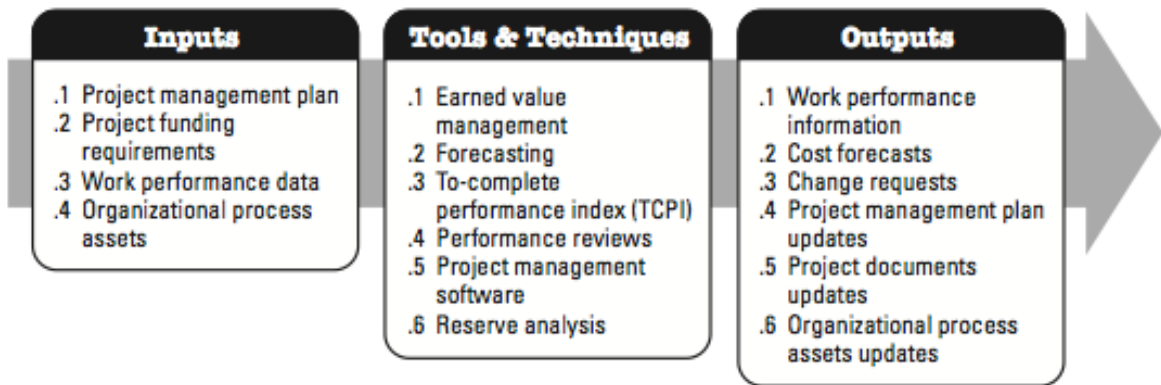 Inputs
.1 Project management plan
.2 Project funding
requirements
.3 Work performance data
.4 Organizational process
assets
Tools & Techniques
.1 Earned value
management
.2 Forecasting
.3 To-complete
performance index (TCPI)
.4 Performance reviews
.5 Project management
software
.6 Reserve analysis
Outputs
.1 Work performance
information
.2 Cost forecasts
.3 Change requests
.4 Project management plan
updates
.5 Project documents
updates
.6 Organizational process
assets updates